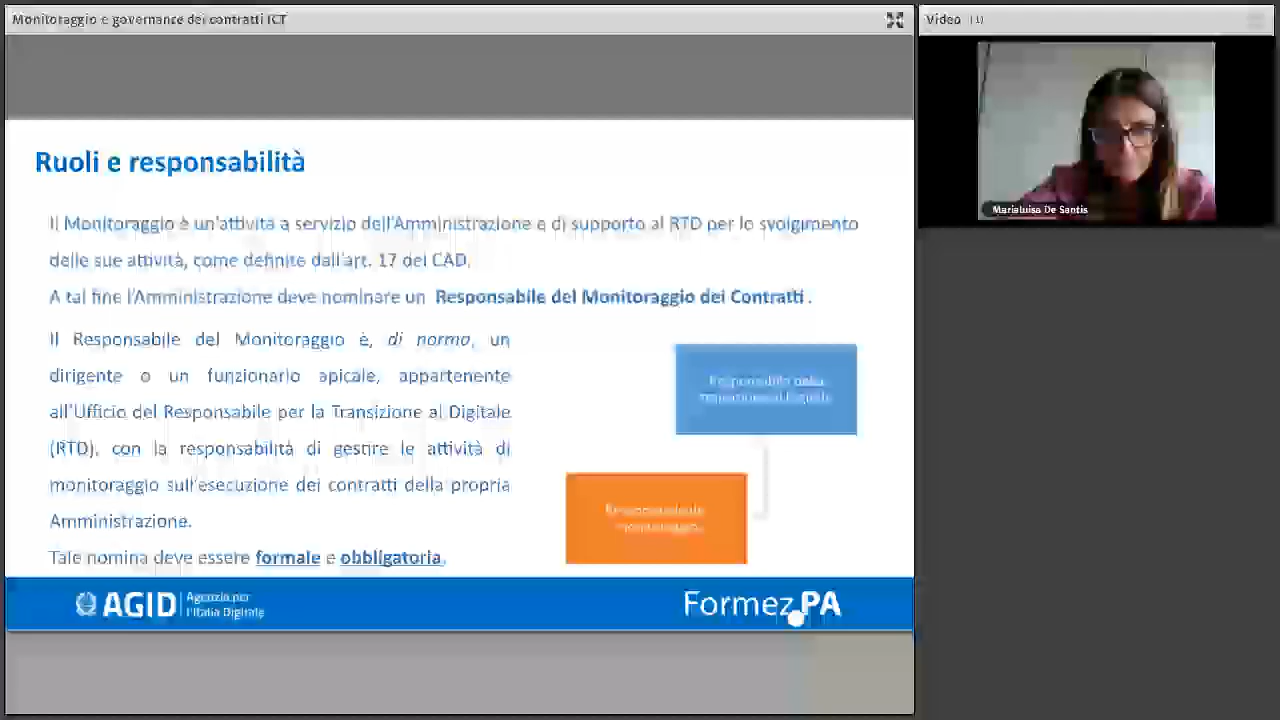 Monitoraggio e governance dei contratti ICT
Video (1)
Marialuisa De Santis
Ruoli e responsabilità
Il Monitoraggio è un'attività a servizio dell'Amministrazione e di supporto al RTD per lo svolgimento
delle sue attività, come definite dall'art. 17 del CAD.
A tal fine l'Amministrazione deve nominare un Responsabile del Monitoraggio dei Contratti .
Il Responsabile del Monitoraggio è, di norma, un
dirigente o un funzionario apicale, appartenente
all'Ufficio del Responsabile per la Transizione al Digitale
(RTD), con la responsabilità di gestire le attività di
monitoraggio sull'esecuzione dei contratti della propria
Amministrazione.
Tale nomina deve essere formale e obbligatoria.
Responsabile della
Responsabile
monitoraggio
AGID
Agenzia per
l'Italia Digitale
Formez PA